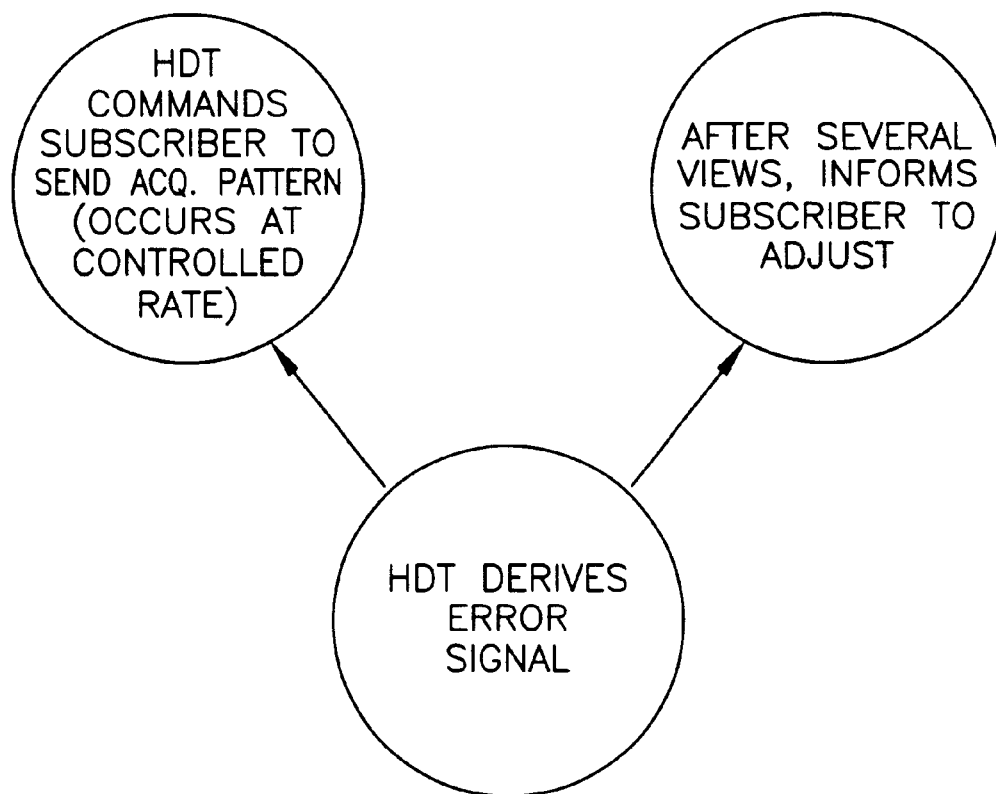 HDT
COMMANDS
SUBSCRIBER TO
SEND ACQ. PATTERN
(OCCURS AT
CONTROLLED
RATE)
AFTER SEVERAL
VIEWS, INFORMS
SUBSCRIBER TO
ADJUST
HDT DERIVES
ERROR
SIGNAL